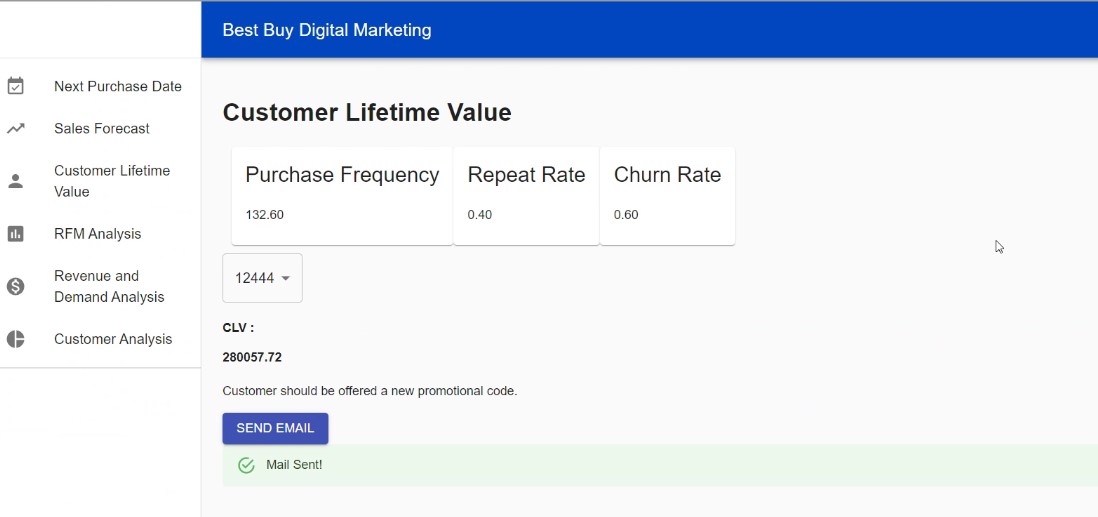 Best Buy Digital Marketing
Next Purchase Date
Sales Forecast
Customer Lifetime
Value
RFM Analysis
Revenue and
Demand Analysis
Customer Analysis
Customer Lifetime Value
Purchase Frequency
132.60
Repeat Rate
0.40
Churn Rate
0.60
12444
CLV :
280057.72
Customer should be offered a new promotional code.
SEND EMAIL
Mail Sent!